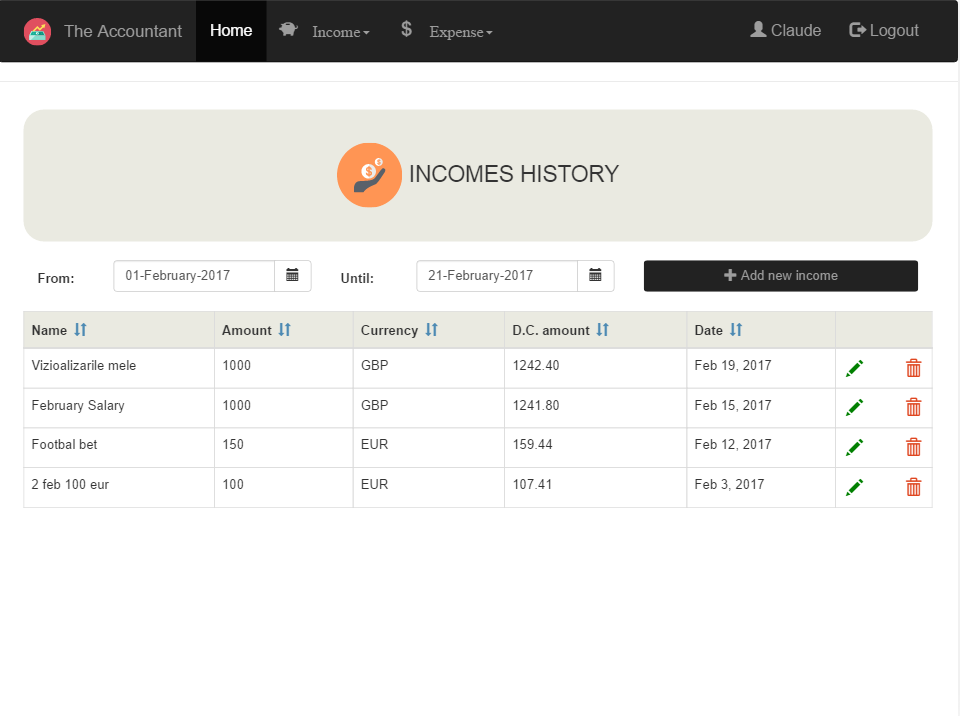 The Accountant Home Income $ Expense Claude Logout
INCOMES HISTORY
From: 01-February-2017 Until: 21-February-2017 Add new income
Name Amount Currency D.C. amount Date
Vizioalizarile mele 1000 GBP 1242.40 Feb 19, 2017
February Salary 1000 GBP 1241.80 Feb 15, 2017
Footbal bet 150 EUR 159.44 Feb 12, 2017
2 feb 100 eur 100 EUR 107.41 Feb 3, 2017